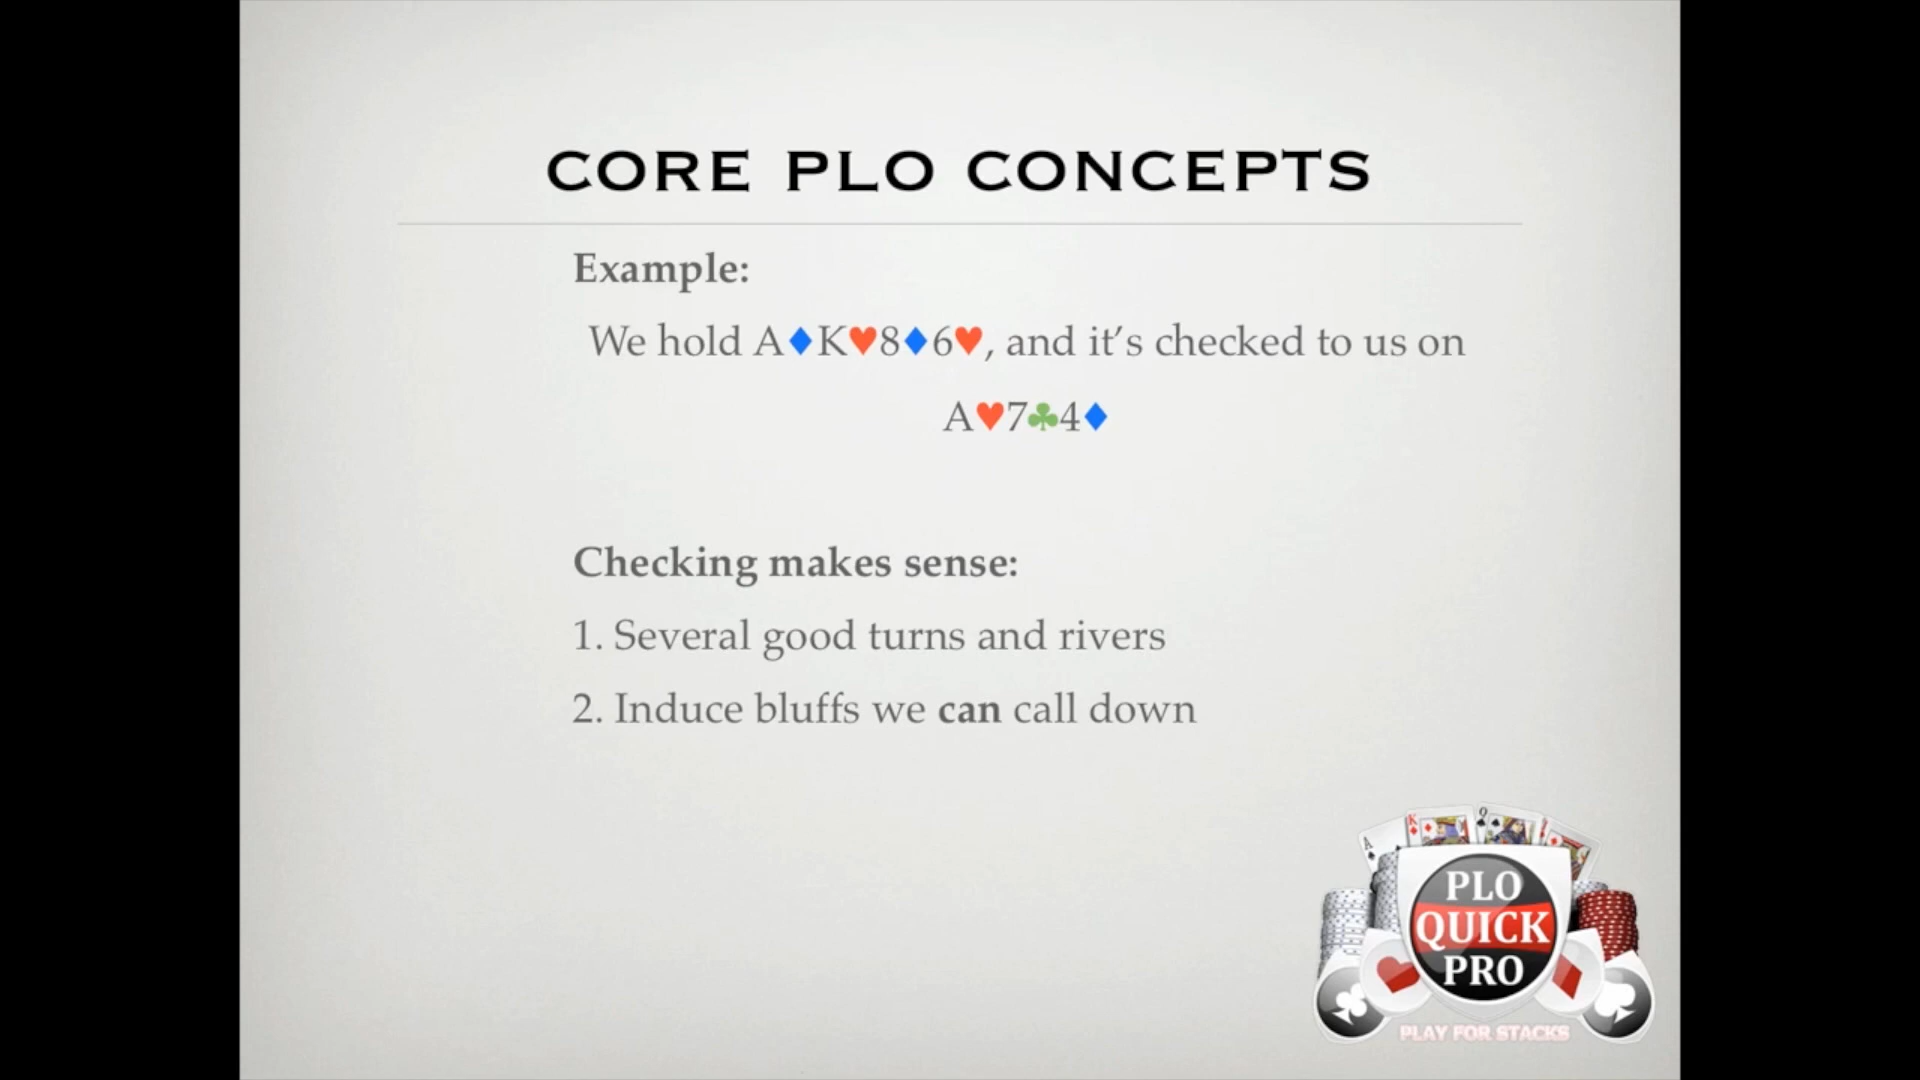 CORE PLO CONCEPTS
Example:
We hold A♦K♥8♦6♥, and it's checked to us on
A♥7♣4♦
Checking makes sense:
1. Several good turns and rivers
2. Induce bluffs we can call down
A K Q
PLO
QUICK
PRO
PLAY FOR STACKS